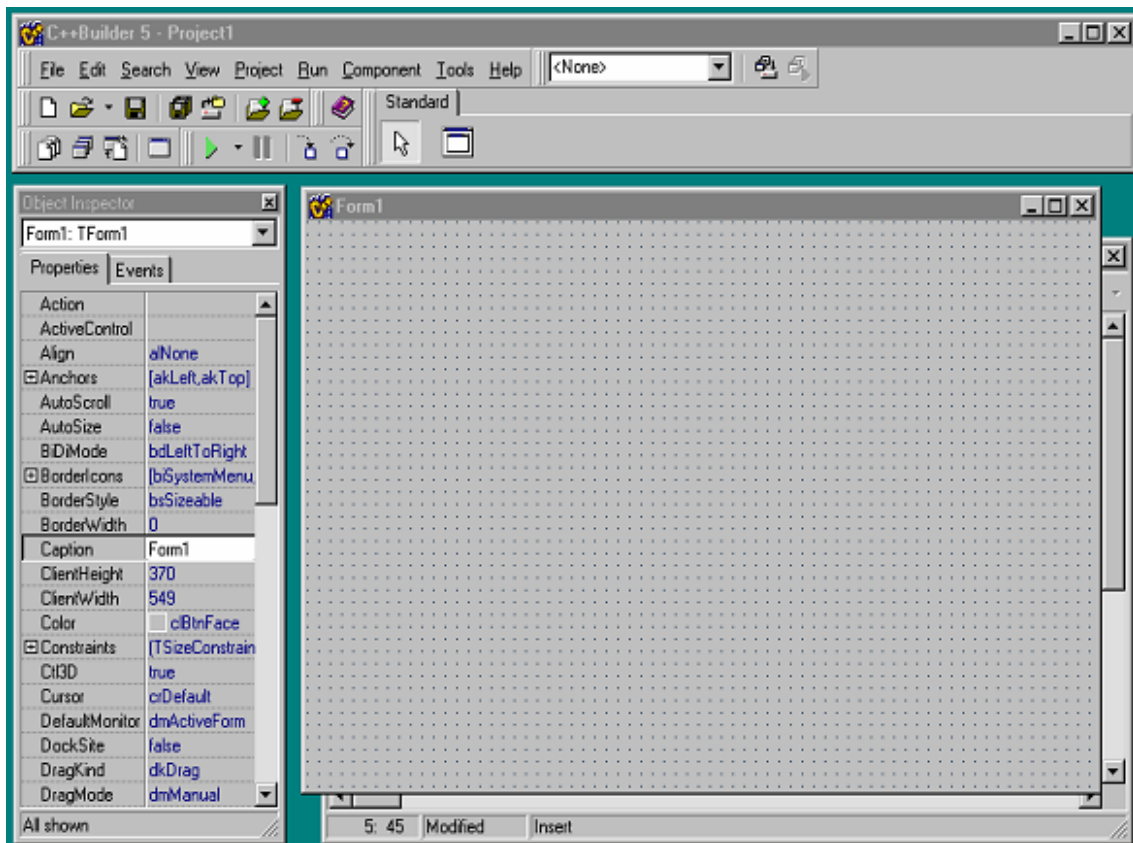 C++Builder 5 - Project1
File Edit Search View Project Run Component Tools Help <None>
Standard
Object Inspector
Form1: TForm1
Properties Events
Action
ActiveControl
Align alNone
Anchors [akLeft,akTop]
AutoScroll true
AutoSize false
BiDiMode bdLeftToRight
BorderIcons [biSystemMenu,
BorderStyle bsSizeable
BorderWidth 0
Caption Form1
ClientHeight 370
ClientWidth 549
Color clBtnFace
Constraints (TSizeConstrain
Ctl3D true
Cursor crDefault
DefaultMonitor dmActiveForm
DockSite false
DragKind dkDrag
DragMode dmManual
All shown
Form1
5: 45 Modified Insert